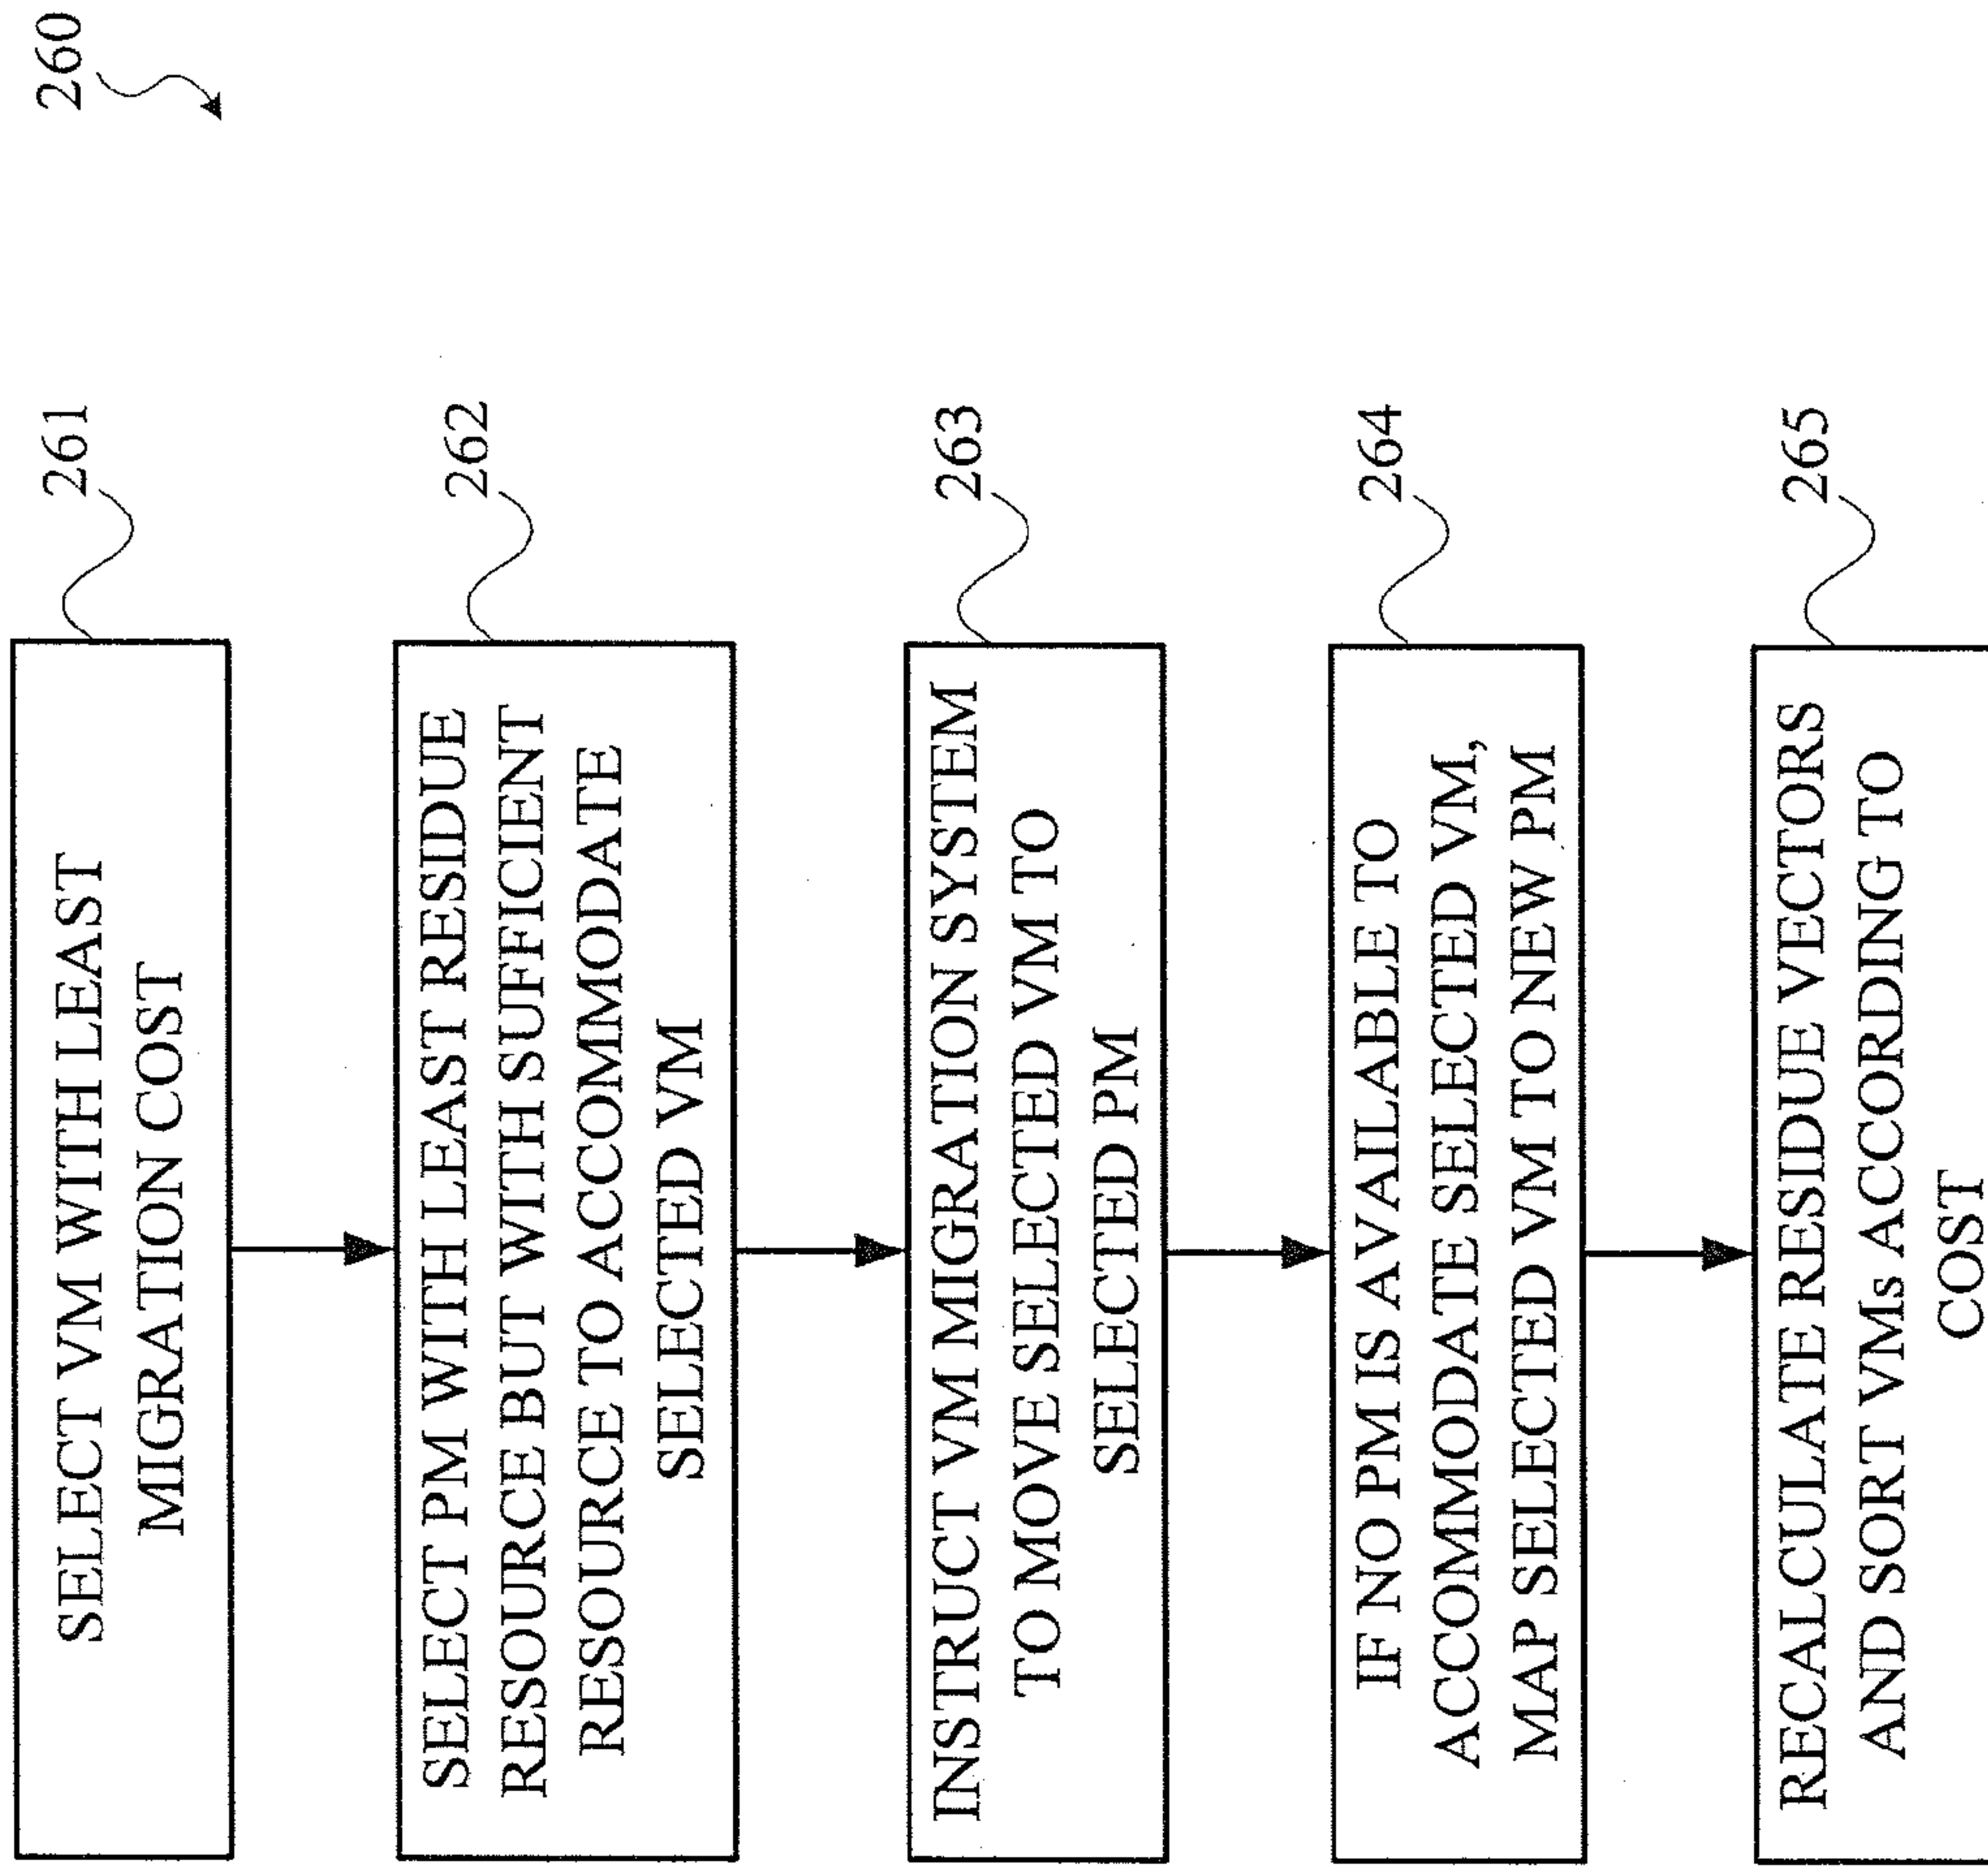 260
261
SELECT VM WITH LEAST
MIGRATION COST
262
SELECT PM WITH LEAST RESIDUE
RESOURCE BUT WITH SUFFICIENT
RESOURCE TO ACCOMMODATE
SELECTED VM
263
INSTRUCT VM MIGRATION SYSTEM
TO MOVE SELECTED VM TO
SELECTED PM
264
IF NO PM IS AVAILABLE TO
ACCOMMODATE SELECTED VM,
MAP SELECTED VM TO NEW PM
265
RECALCULATE RESIDUE VECTORS
AND SORT VMs ACCORDING TO
COST